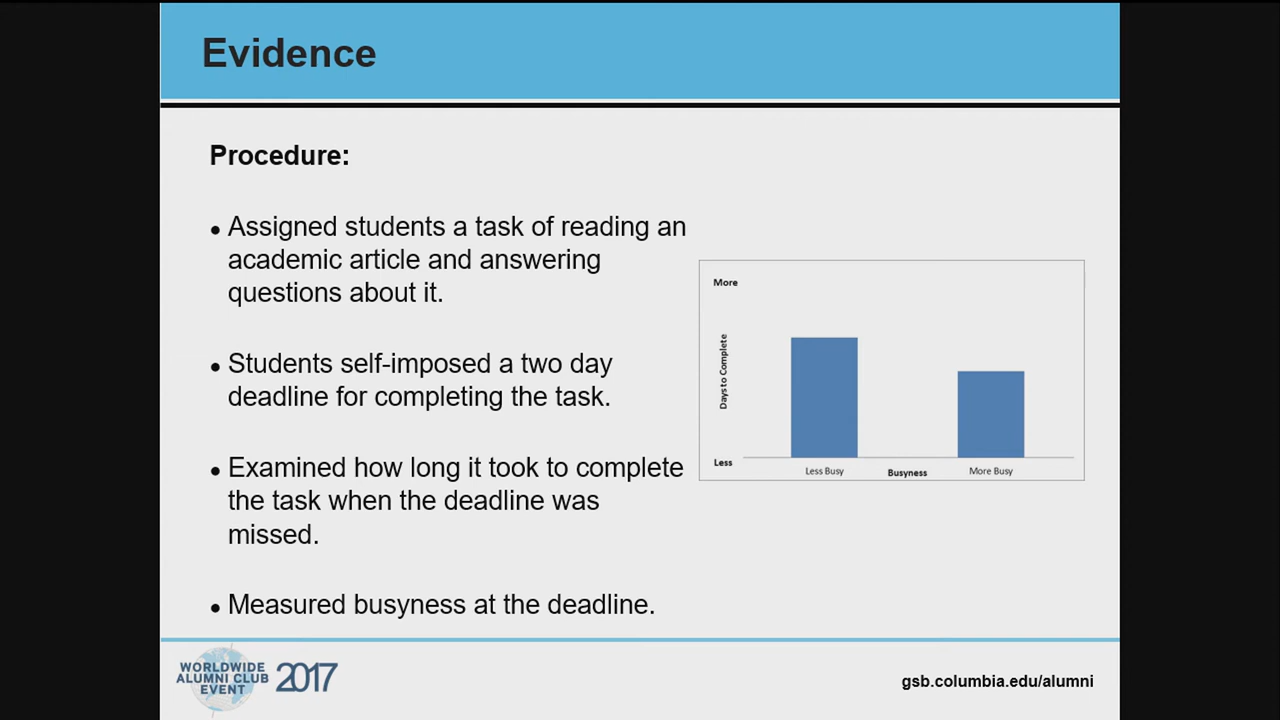 Evidence
Procedure:
● Assigned students a task of reading an
academic article and answering
questions about it.
● Students self-imposed a two day
deadline for completing the task.
● Examined how long it took to complete
the task when the deadline was
missed.
● Measured busyness at the deadline.
More
Days to Complete
Less
Less Busy
Busyness
More Busy
WORLDWIDE
ALUMNI CLUB
EVENT
2017
gsb.columbia.edu/alumni